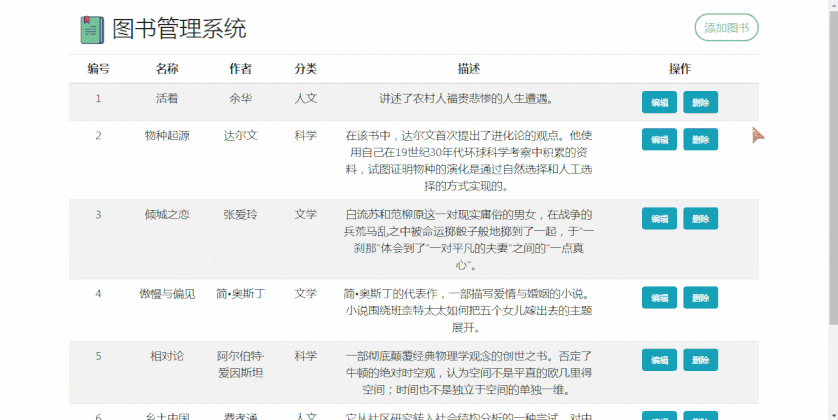 图书管理系统
添加图书
编号 名称 作者 分类 描述 操作
1 活着 余华 人文 讲述了农村人福贵悲惨的人生遭遇。 编辑 删除
2 物种起源 达尔文 科学 在该书中，达尔文首次提出了进化论的观点。他使 编辑 删除
用自己在19世纪30年代环球科学考察中积累的资
料，试图证明物种的演化是通过自然选择和人工选
择的方式实现的。
3 倾城之恋 张爱玲 文学 白流苏和范柳原这一对现实庸俗的男女，在战争的 编辑 删除
兵荒马乱之中被命运掷骰子般地掷到了一起，于“一
刹那”体会到了“一对平凡的夫妻”之间的“一点真
心”。
4 傲慢与偏见 简•奥斯丁 文学 简•奥斯丁的代表作，一部描写爱情与婚姻的小说。 编辑 删除
小说围绕班奈特太太如何把五个女儿嫁出去的主题
展开。
5 相对论 阿尔伯特· 科学 一部彻底颠覆经典物理学观念的创世之书。否定了 编辑 删除
爱因斯坦 牛顿的绝对时空观，认为空间不是平直的欧几里得
空间；时间也不是独立于空间的单独一维。
6 乡土中国 费孝通 人文 它从社区研究转入社会结构分析的一种尝试，对中 编辑 删除